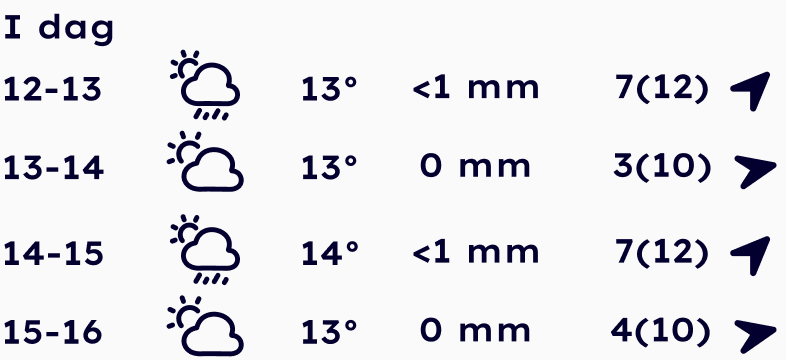 I dag
12-13 13° <1 mm 7(12)
13-14 13° 0 mm 3(10)
14-15 14° <1 mm 7(12)
15-16 13° 0 mm 4(10)